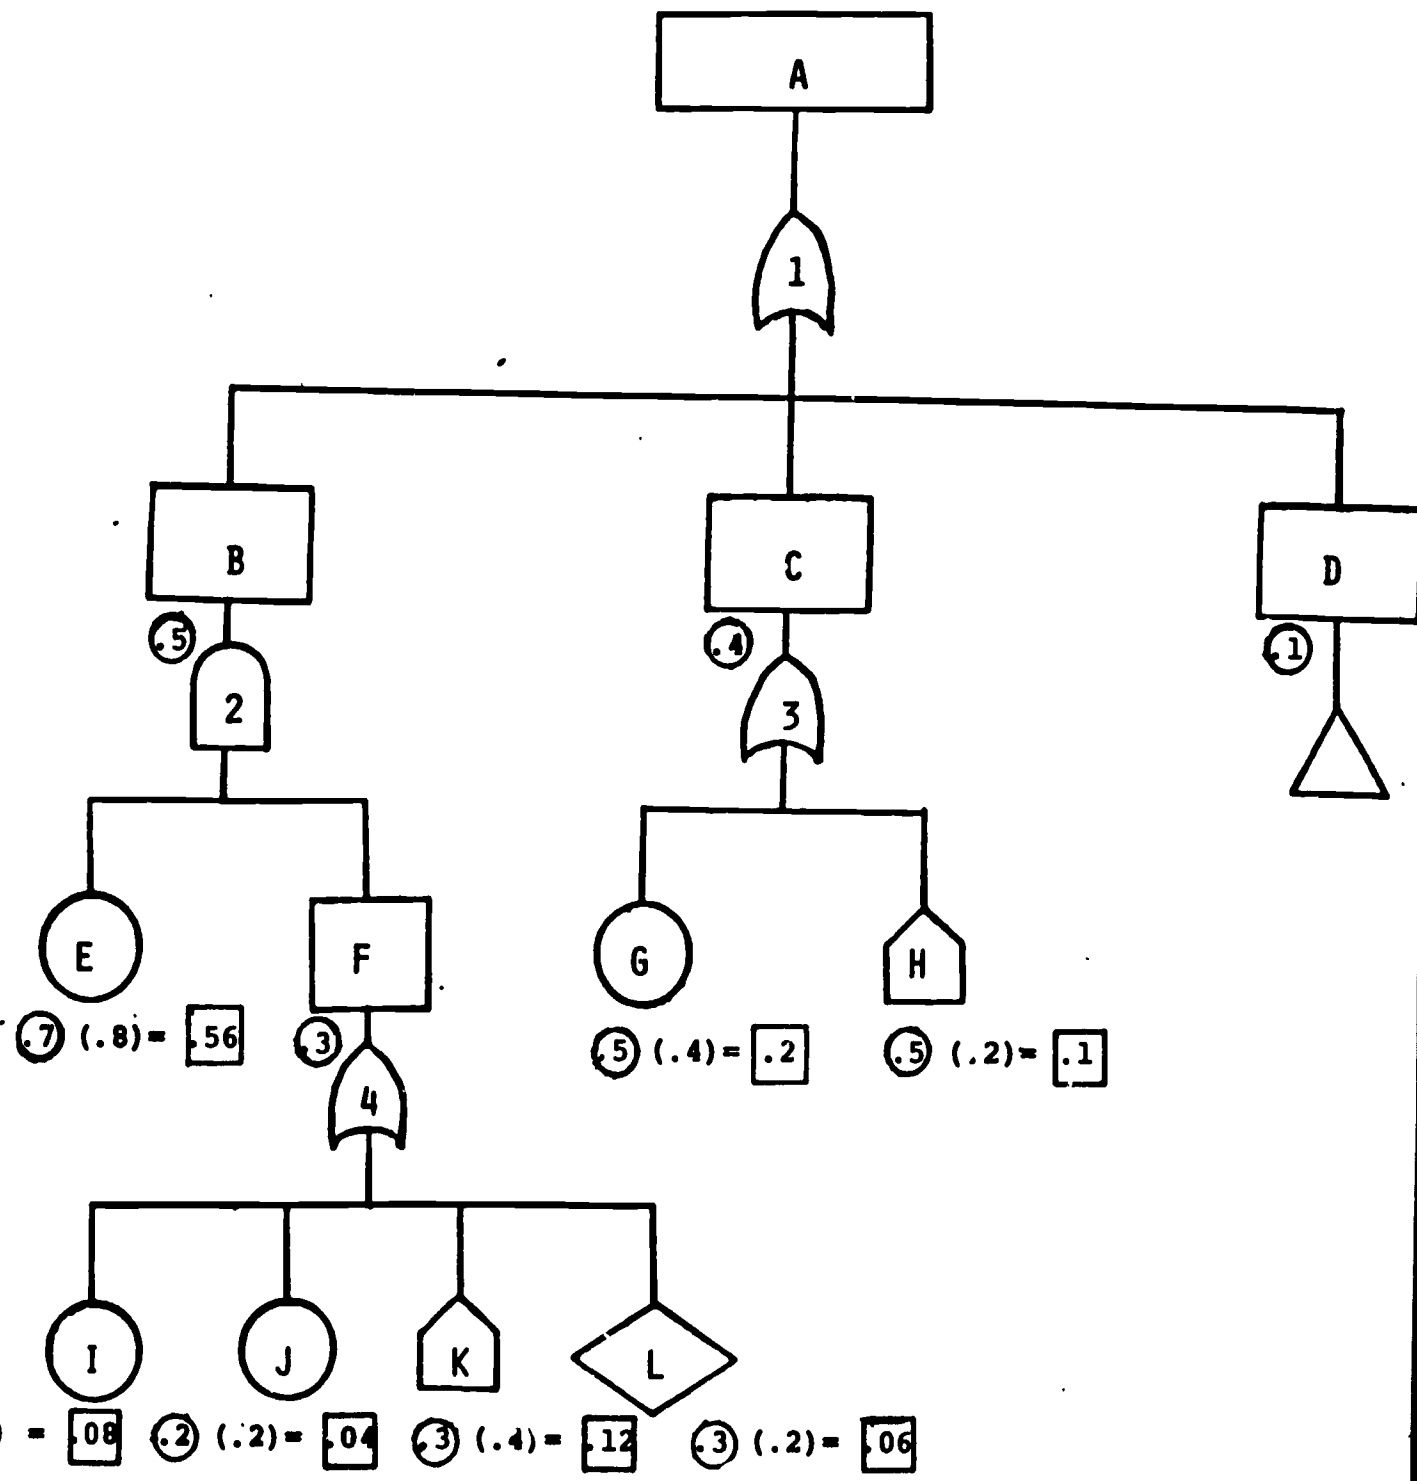 A
1
B C D
.5 .4 .1
2 3
E F G H
.7 (.8)= .56 .3 .5 (.4)= .2 .5 (.2)= .1
4
I J K L
) = .08 .2 (.2)= .04 .3 (.4)= .12 .3 (.2)= .06